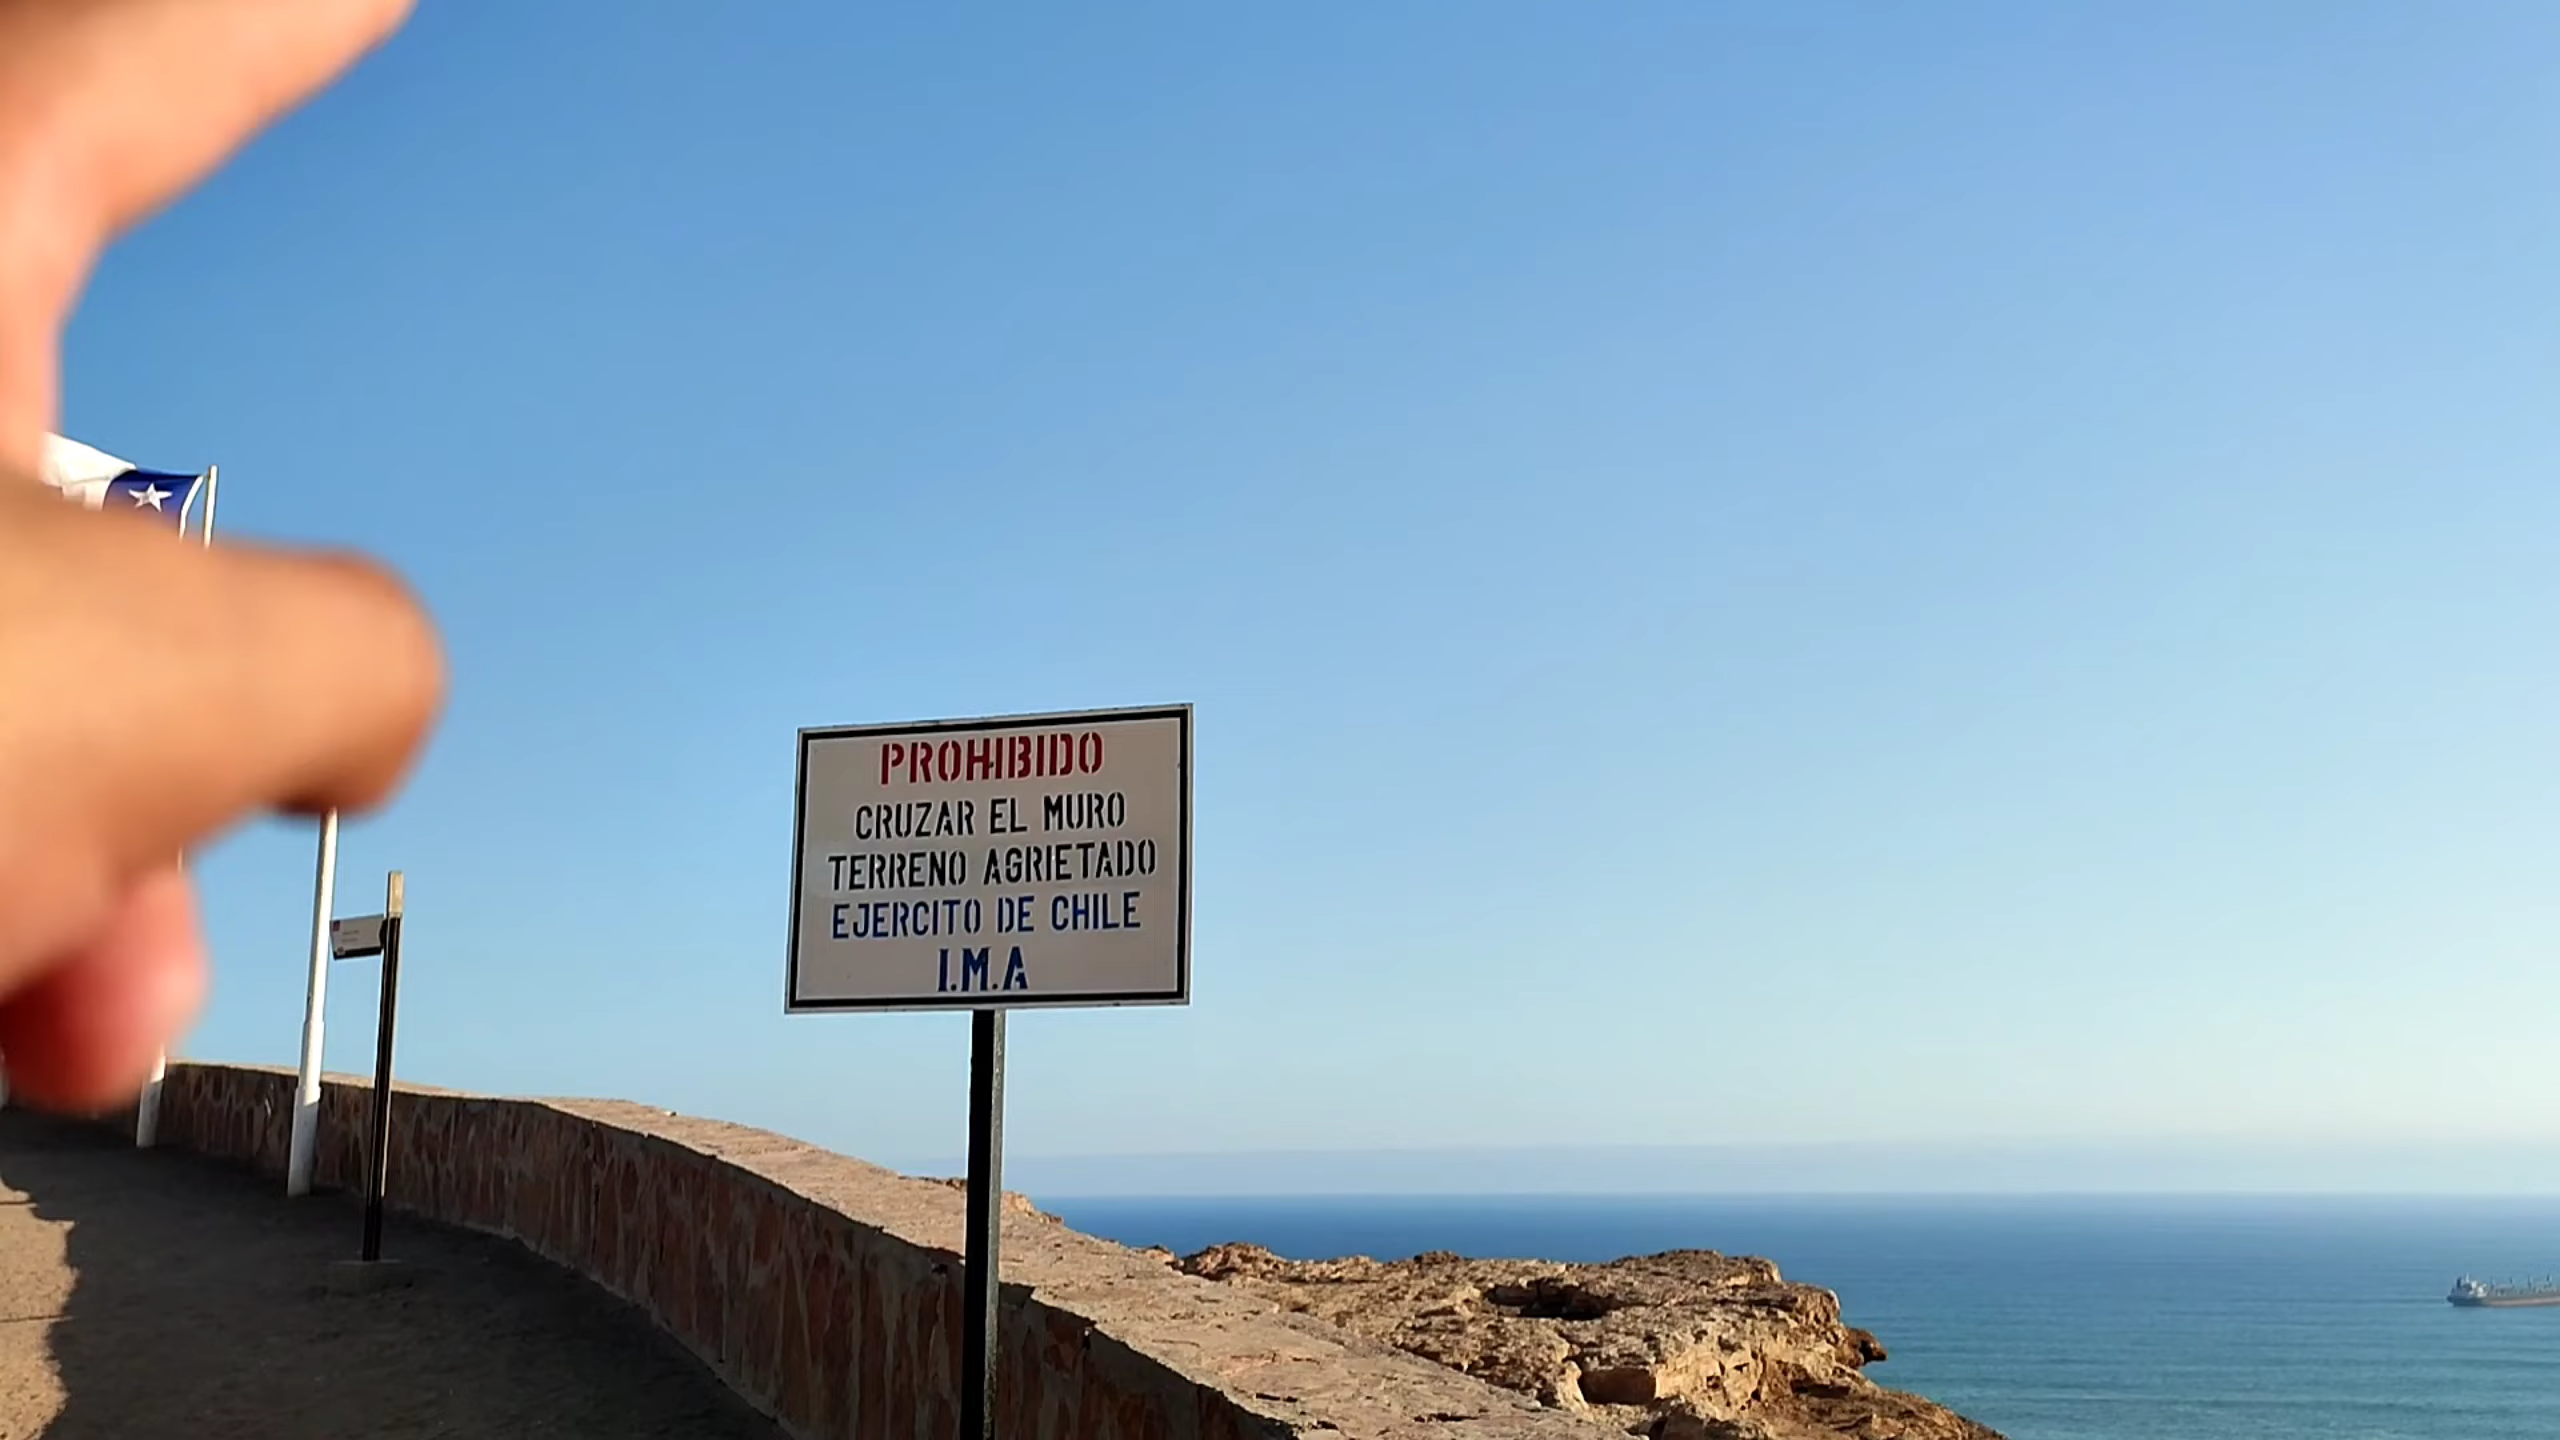 PROHIBIDO
CRUZAR EL MURO
TERRENO AGRIETADO
EJERCITO DE CHILE
I.M.A